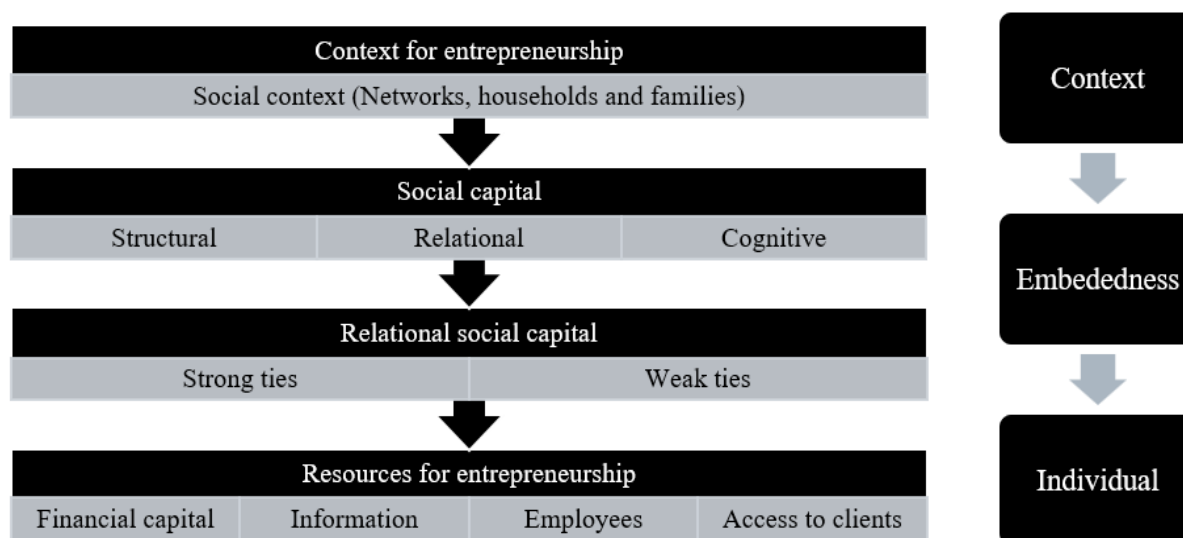 Context for entrepreneurship
Social context (Networks, households and families)
Social capital
Structural
Relational
Cognitive
Relational social capital
Strong ties
Weak ties
Resources for entrepreneurship
Financial capital
Information
Employees
Access to clients
Context
Embededness
Individual